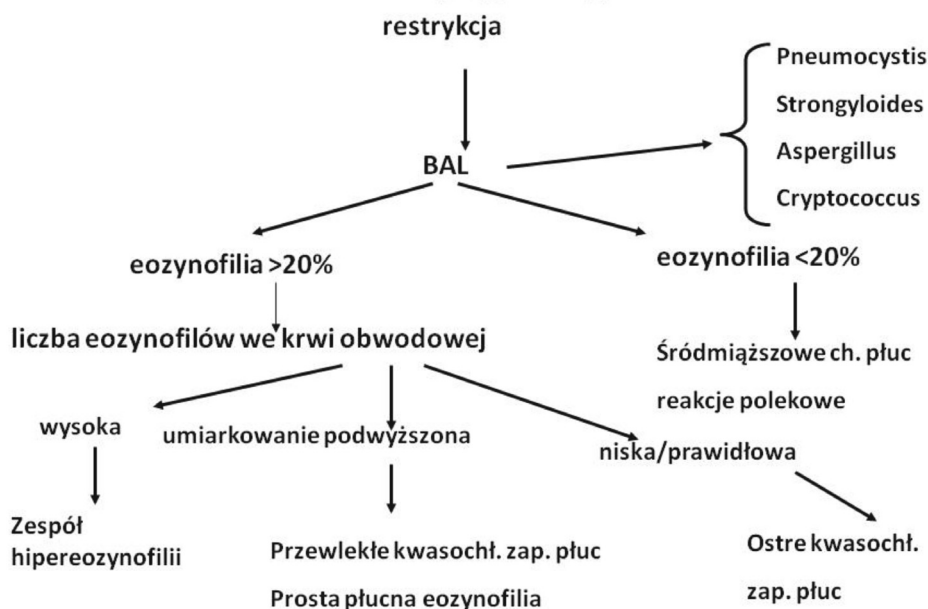 restrykcja
BAL
Pneumocystis
Strongyloides
Aspergillus
Cryptococcus
eozynofilia >20%
eozynofilia <20%
liczba eozynofilów we krwi obwodowej
Śródmiąższowe ch. płuc
reakcje polekowe
wysoka
umiarkowanie podwyższona
niska/prawidłowa
Zespół
hipereozynofilii
Przewlekłe kwasochł. zap. płuc
Prosta płucna eozynofilia
Ostre kwasochł.
zap. płuc